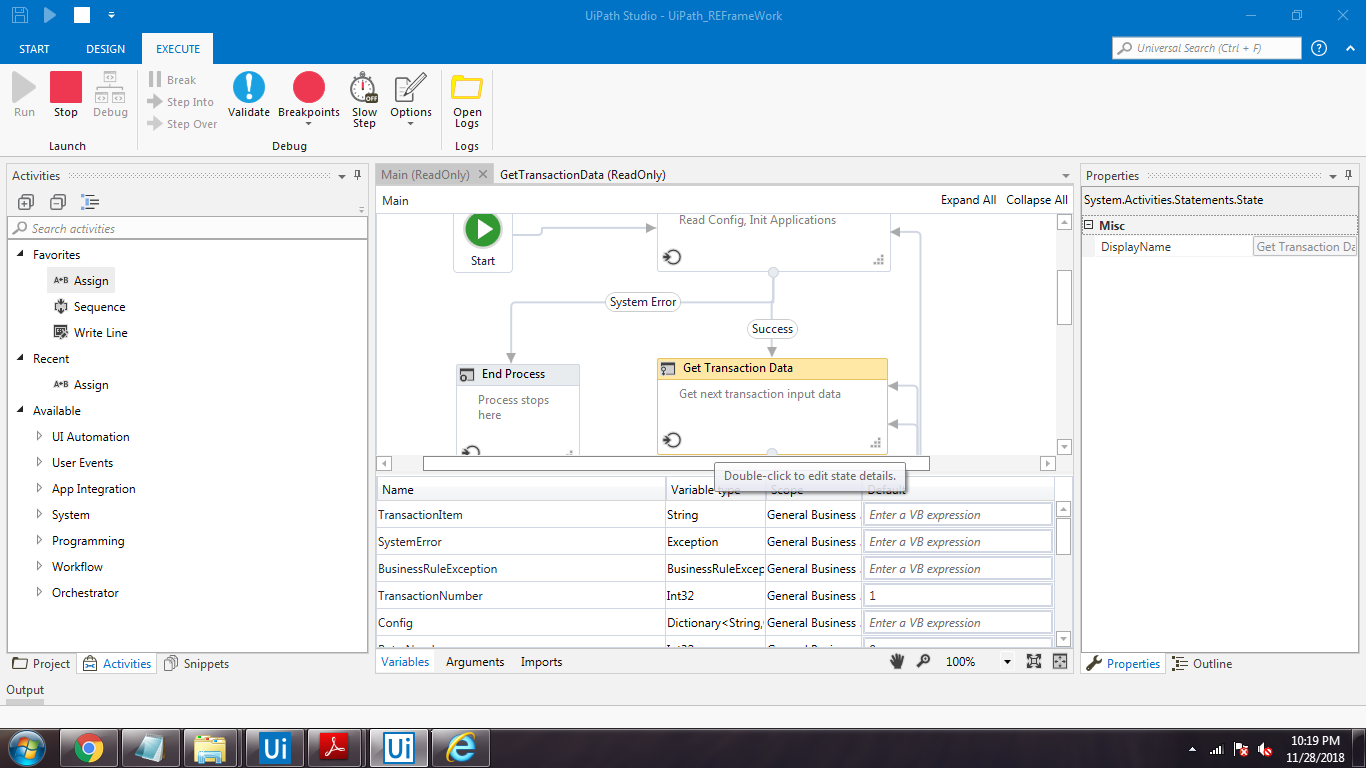 UiPath Studio - UiPath_REFrameWork
START DESIGN EXECUTE
Universal Search (Ctrl + F)
?
Run
Stop
Debug
Break
Step Into
Step Over
Validate
Breakpoints
Slow Step
OFF
Options
Open Logs
Launch
Debug
Logs
Activities
Search activities
Favorites
A+B Assign
Sequence
Write Line
Recent
A+B Assign
Available
UI Automation
User Events
App Integration
System
Programming
Workflow
Orchestrator
Project Activities Snippets
Main (ReadOnly) GetTransactionData (ReadOnly)
Main Expand All Collapse All
Start
Read Config, Init Applications
System Error
Success
End Process
Process stops
here
Get Transaction Data
Get next transaction input data
Double-click to edit state details.
Name Variable type Scope Default
TransactionItem String General Business Enter a VB expression
SystemError Exception General Business Enter a VB expression
BusinessRuleException BusinessRuleExcep General Business Enter a VB expression
TransactionNumber Int32 General Business 1
Config Dictionary<String, General Business Enter a VB expression
Variables Arguments Imports 100%
Properties
System.Activities.Statements.State
Misc
DisplayName Get Transaction Da
Properties Outline
Output
Ui
Ui
10:19 PM
11/28/2018